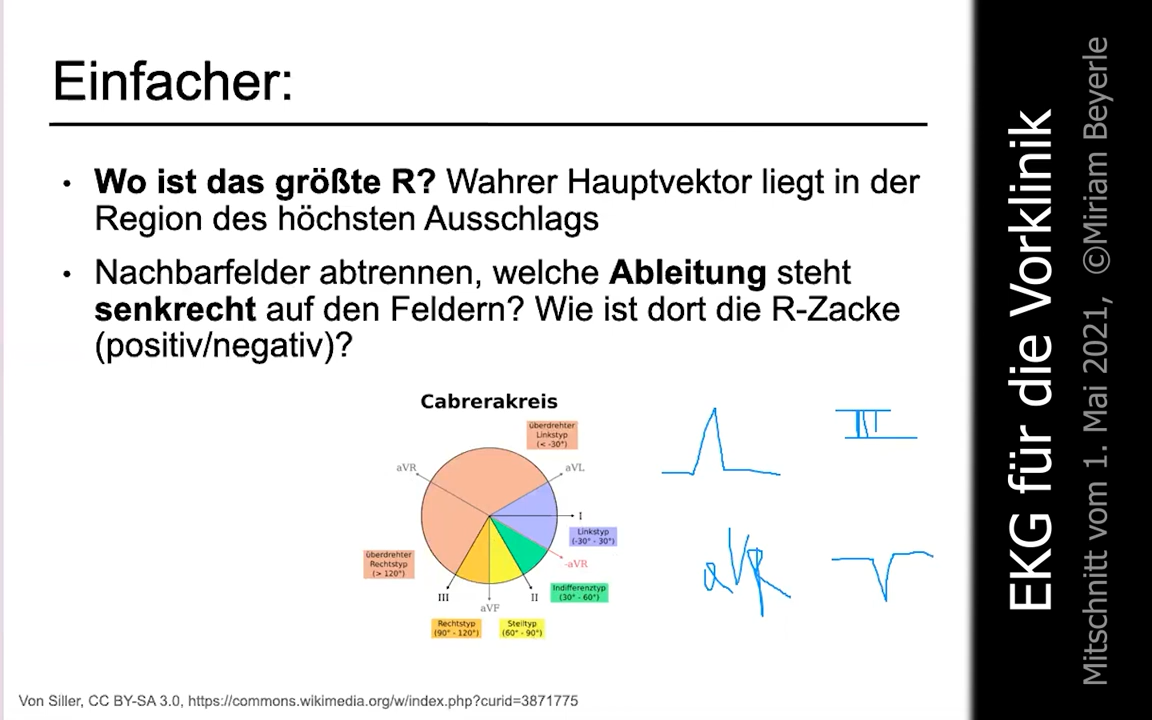 Einfacher:
• Wo ist das größte R? Wahrer Hauptvektor liegt in der
Region des höchsten Ausschlags
• Nachbarfelder abtrennen, welche Ableitung steht
senkrecht auf den Feldern? Wie ist dort die R-Zacke
(positiv/negativ)?
Cabrerakreis
überdrehter
Linkstyp
(< -30°)
aVR
aVL
I
Linkstyp
(-30° - 30°)
-aVR
überdrehter
Rechtstyp
(> 120°)
Indifferenztyp
(30° - 60°)
III
II
aVF
Rechtstyp
(90° - 120°)
Steiltyp
(60° - 90°)
aVR
Von Siller, CC BY-SA 3.0, https://commons.wikimedia.org/w/index.php?curid=3871775
EKG für die Vorklinik
Mitschnitt vom 1. Mai 2021, ©Miriam Beyerle